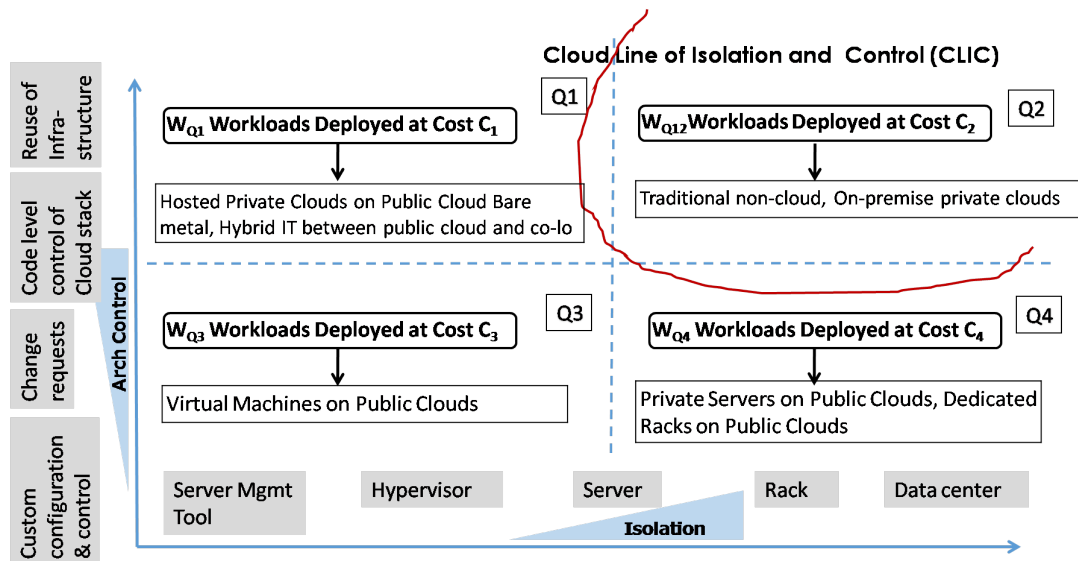 Cloud Line of Isolation and Control (CLIC)
Reuse of
Infra-
structure
Code level
control of
Cloud stack
Change
requests
Custom
configuration
& control
Arch Control
Q1
WQ1 Workloads Deployed at Cost C1
Hosted Private Clouds on Public Cloud Bare
metal, Hybrid IT between public cloud and co-lo
Q2
WQ12Workloads Deployed at Cost C2
Traditional non-cloud, On-premise private clouds
Q3
WQ3 Workloads Deployed at Cost C3
Virtual Machines on Public Clouds
Q4
WQ4 Workloads Deployed at Cost C4
Private Servers on Public Clouds, Dedicated
Racks on Public Clouds
Server Mgmt
Tool
Hypervisor
Server
Rack
Data center
Isolation